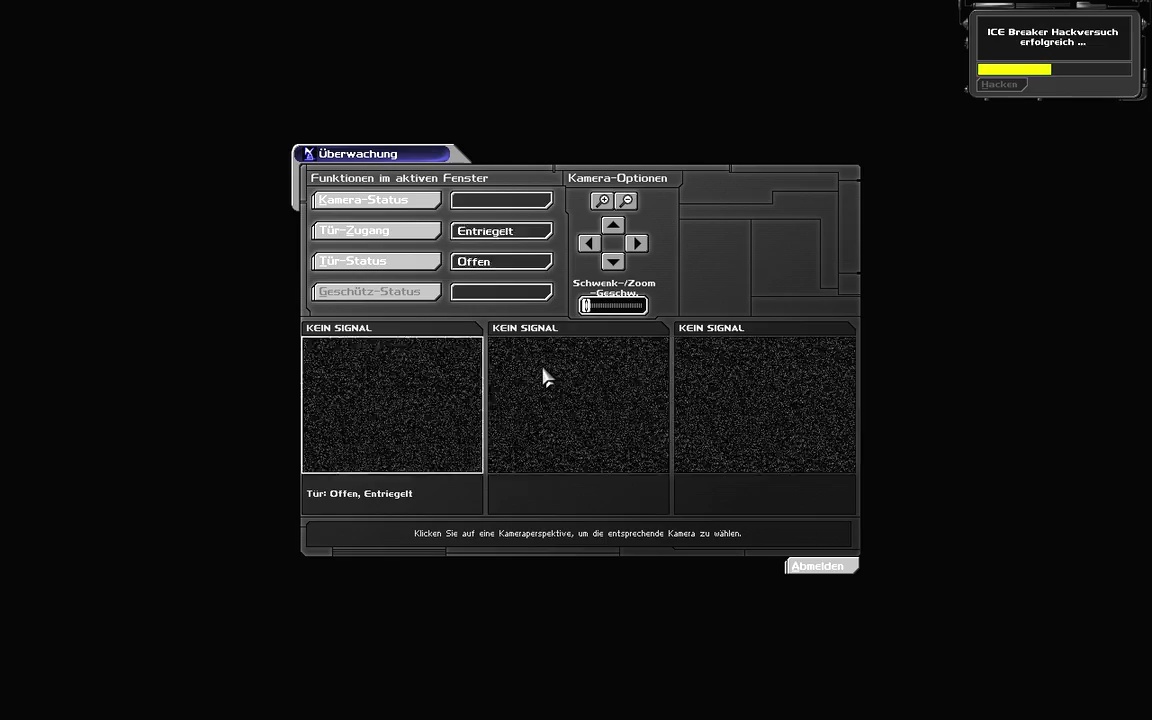 ICE Breaker Hackversuch
erfolgreich ...
Hacken
Überwachung
Funktionen im aktiven Fenster
Kamera-Optionen
Kamera-Status
Tür-Zugang
Entriegelt
Tür-Status
Offen
Geschütz-Status
Schwenk-/Zoom
-Geschw.
KEIN SIGNAL
KEIN SIGNAL
KEIN SIGNAL
Tür: Offen, Entriegelt
Klicken Sie auf eine Kameraperspektive, um die entsprechende Kamera zu wählen.
Abmelden